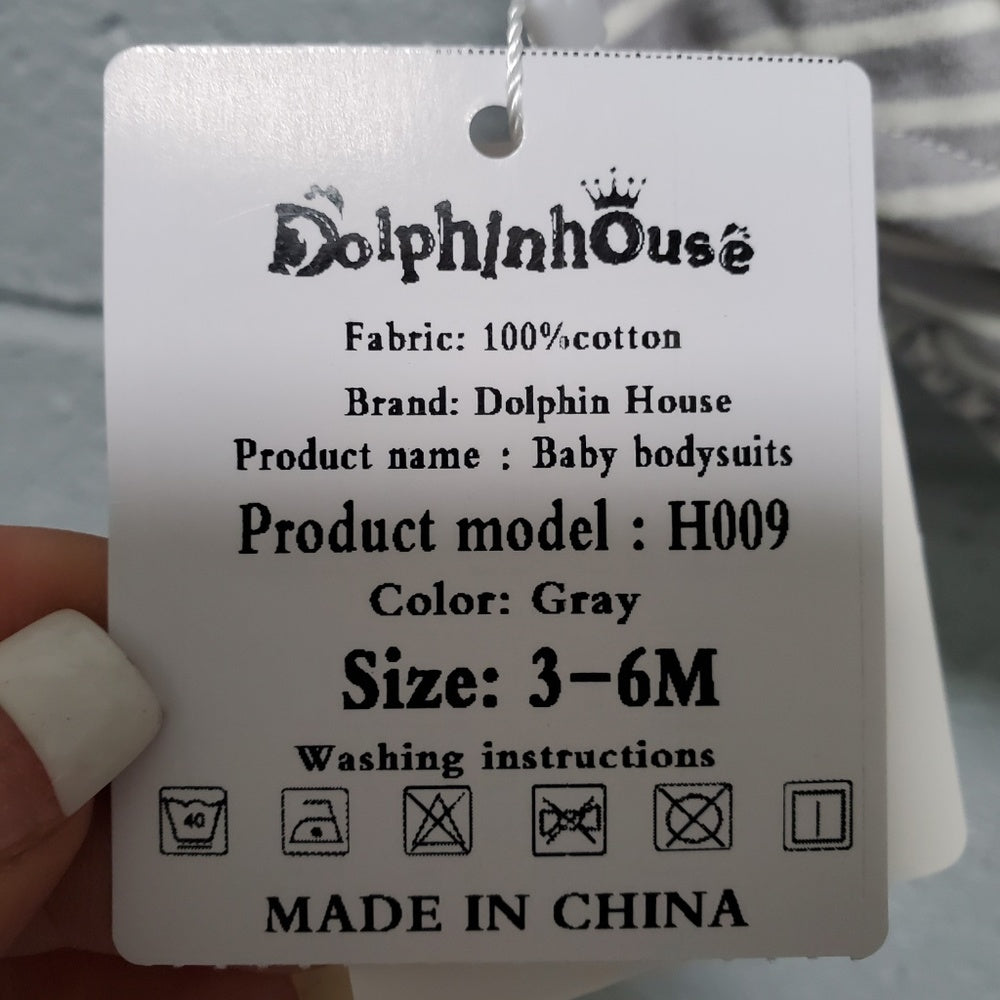 DolphinhOuse
Fabric: 100%cotton
Brand: Dolphin House
Product name : Baby bodysuits
Product model : H009
Color: Gray
Size: 3-6M
Washing instructions
40
MADE IN CHINA